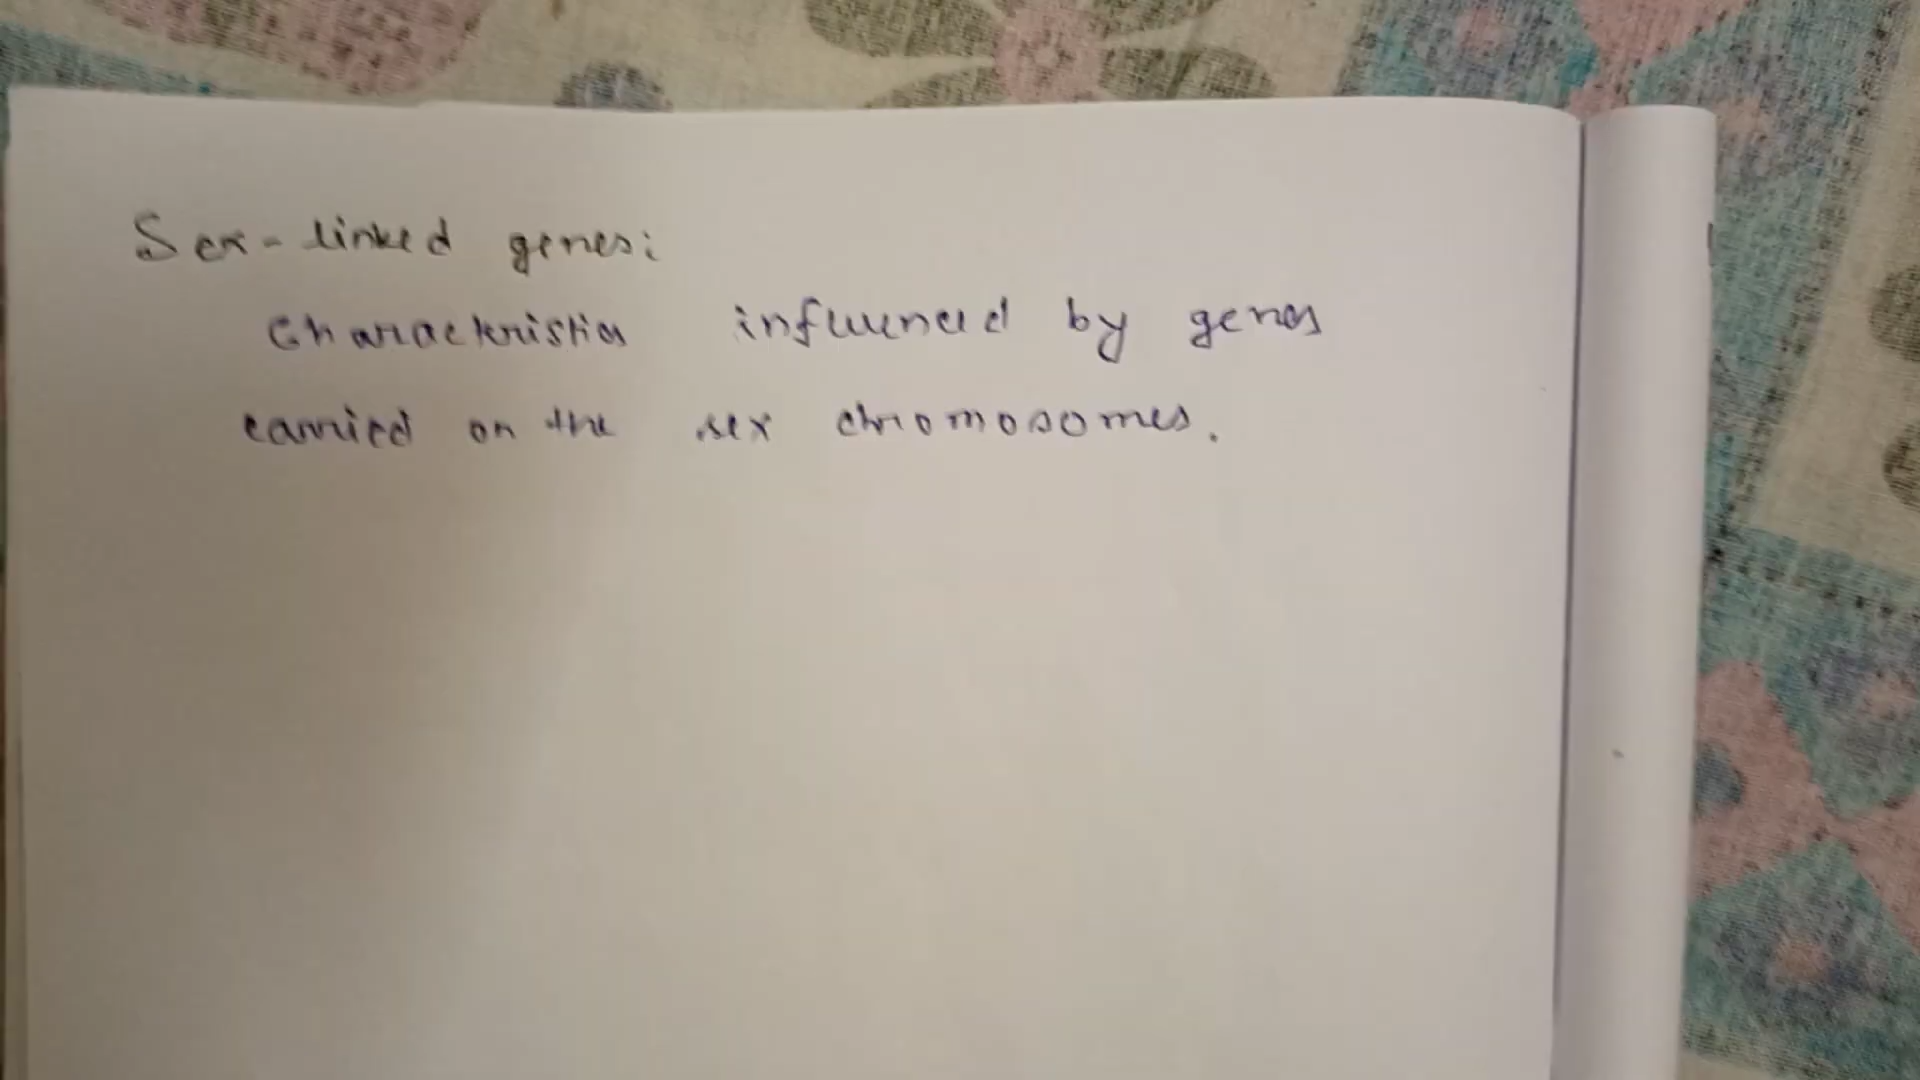 Sex-linked genes:
Characteristics influenced by genes
carried on the sex chromosomes.